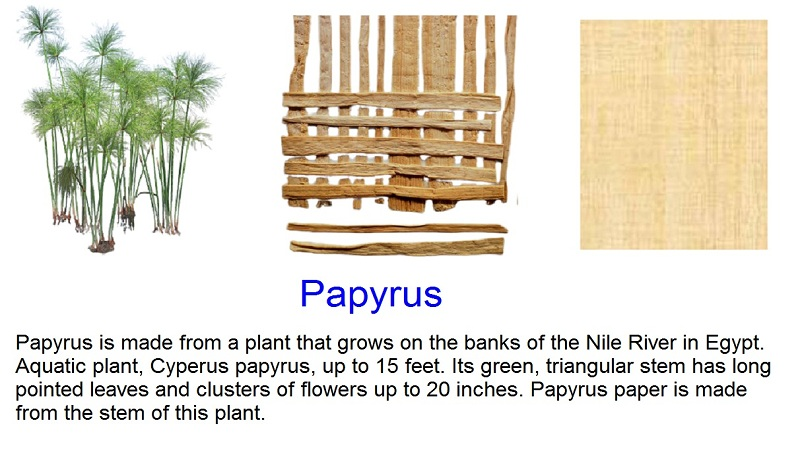 Papyrus
Papyrus is made from a plant that grows on the banks of the Nile River in Egypt.
Aquatic plant, Cyperus papyrus, up to 15 feet. Its green, triangular stem has long
pointed leaves and clusters of flowers up to 20 inches. Papyrus paper is made
from the stem of this plant.